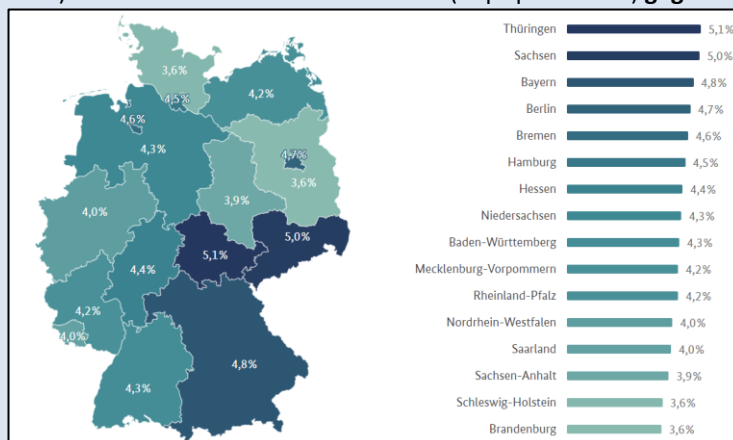 3,6%
4,2%
4,5%
4,6%
4,3%
4,7%
3,6%
3,9%
4,0%
5,0%
5,1%
4,4%
4,2%
4,0%
4,8%
4,3%
Thüringen 5,1%
Sachsen 5,0%
Bayern 4,8%
Berlin 4,7%
Bremen 4,6%
Hamburg 4,5%
Hessen 4,4%
Niedersachsen 4,3%
Baden-Württemberg 4,3%
Mecklenburg-Vorpommern 4,2%
Rheinland-Pfalz 4,2%
Nordrhein-Westfalen 4,0%
Saarland 4,0%
Sachsen-Anhalt 3,9%
Schleswig-Holstein 3,6%
Brandenburg 3,6%